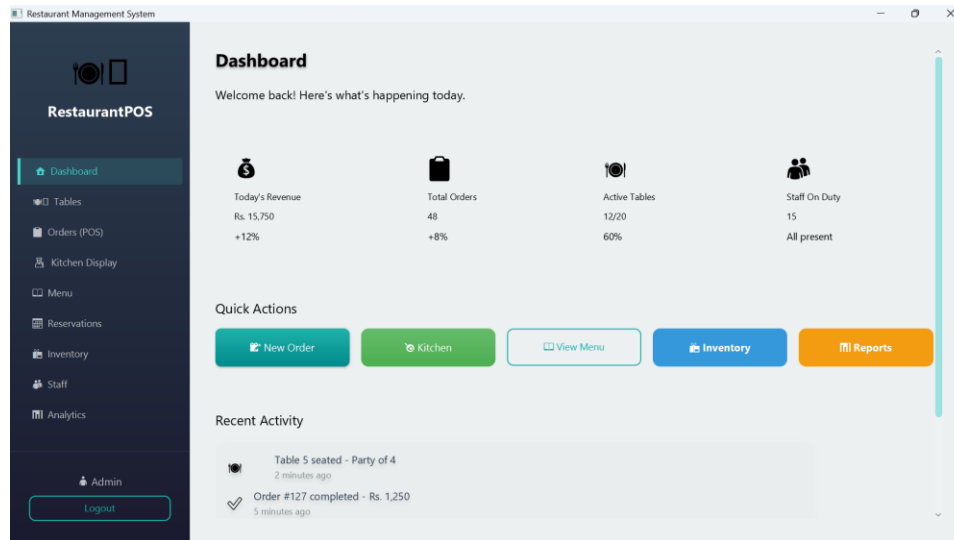 Restaurant Management System
RestaurantPOS
Dashboard
Tables
Orders (POS)
Kitchen Display
Menu
Reservations
Inventory
Staff
Analytics
Admin
Logout
Dashboard
Welcome back! Here's what's happening today.
Today's Revenue
Rs. 15,750
+12%
Total Orders
48
+8%
Active Tables
12/20
60%
Staff On Duty
15
All present
Quick Actions
New Order
Kitchen
View Menu
Inventory
Reports
Recent Activity
Table 5 seated - Party of 4
2 minutes ago
Order #127 completed - Rs. 1,250
5 minutes ago